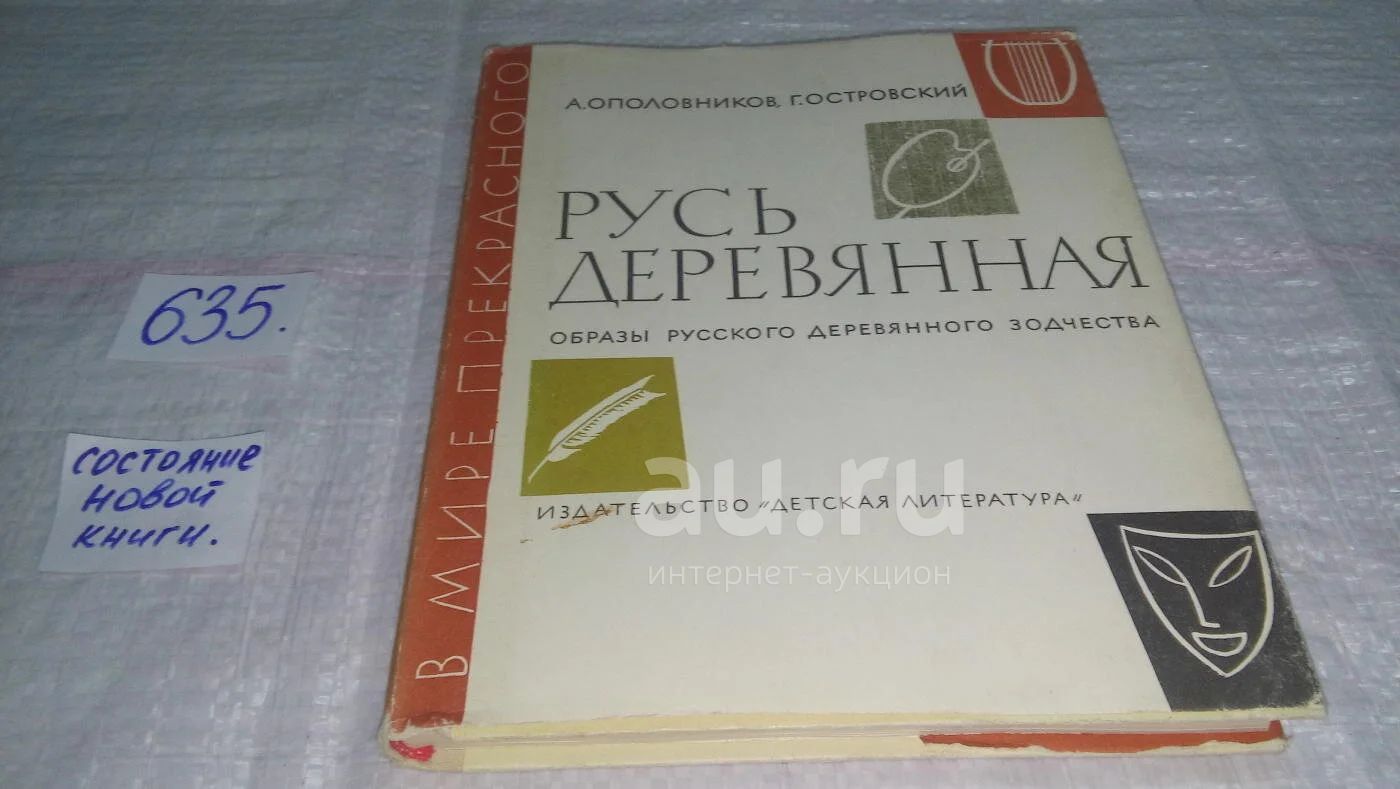 В МИРЕ ПРЕКРАСНОГО
А. ОПОЛОВНИКОВ, Г. ОСТРОВСКИЙ
РУСЬ
ДЕРЕВЯННАЯ
ОБРАЗЫ РУССКОГО ДЕРЕВЯННОГО ЗОДЧЕСТВА
ИЗДАТЕЛЬСТВО "ДЕТСКАЯ ЛИТЕРАТУРА"
635.
состояние
новой
книги.
au.ru
интернет-аукцион